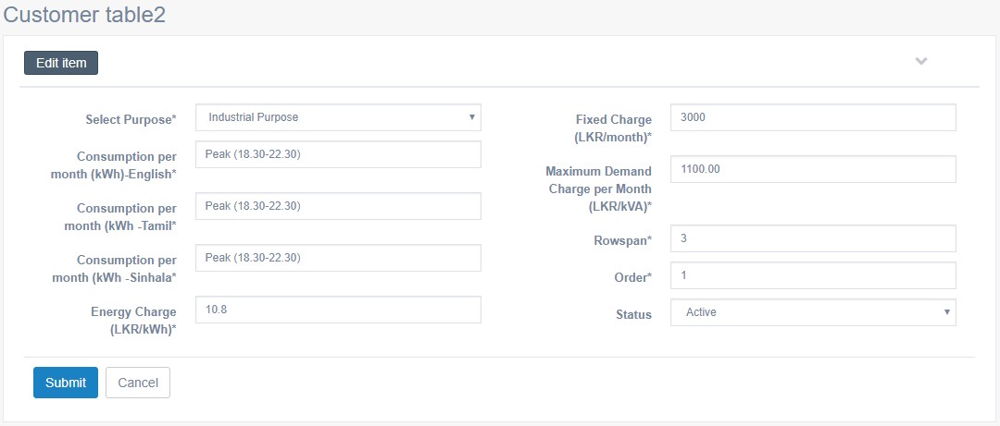 Customer table2
Edit item
Select Purpose*
Industrial Purpose
Consumption per
month (kWh)-English*
Peak (18.30-22.30)
Consumption per
month (kWh -Tamil*
Peak (18.30-22.30)
Consumption per
month (kWh -Sinhala*
Peak (18.30-22.30)
Energy Charge
(LKR/kWh)*
10.8
Fixed Charge
(LKR/month)*
3000
Maximum Demand
Charge per Month
(LKR/kVA)*
1100.00
Rowspan*
3
Order*
1
Status
Active
Submit
Cancel